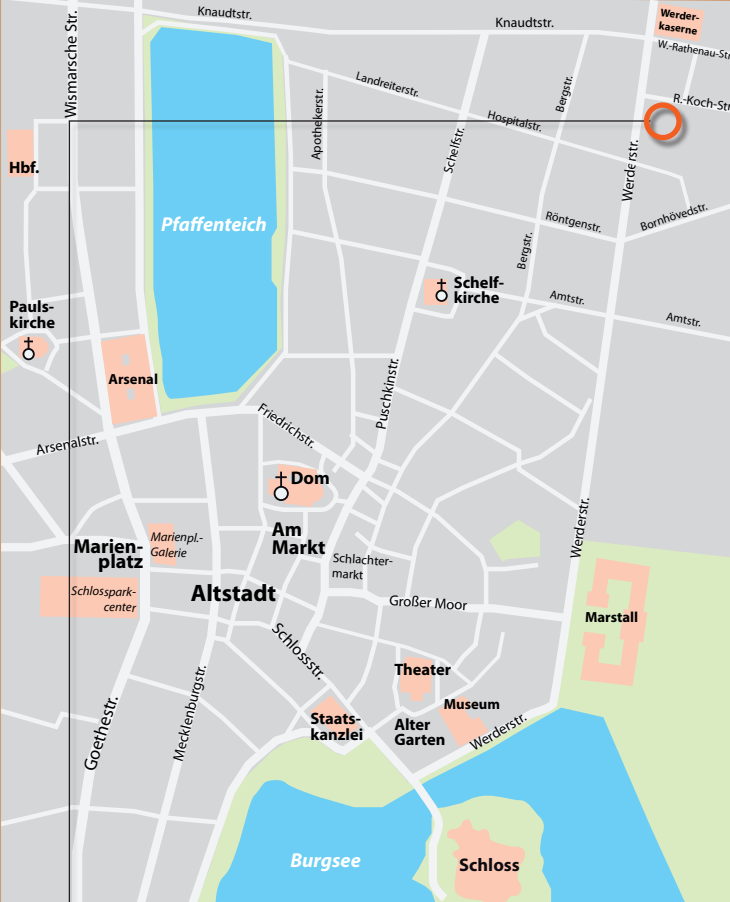 Knaudtstr.
Knaudtstr.
Werder-
kaserne
W.-Rathenau-Str
R.-Koch-Str
Wismarsche Str.
Landreiterstr.
Apothekerstr.
Hospitalstr.
Bergstr.
Schelfstr.
Werderstr.
Hbf.
Pfaffenteich
Röntgenstr.
Bornhövedstr.
Bergstr.
Schelf-
kirche
Amtstr.
Amtstr.
Pauls-
kirche
Arsenal
Puschkinstr.
Friedrichstr.
Arsenalstr.
Dom
Am
Markt
Werderstr.
Marien-
platz
Marienpl.-
Galerie
Schlachter-
markt
Schlosspark-
center
Altstadt
Großer Moor
Marstall
Schlossstr.
Theater
Goethestr.
Mecklenburgstr.
Staats-
kanzlei
Alter
Garten
Museum
Werderstr.
Burgsee
Schloss